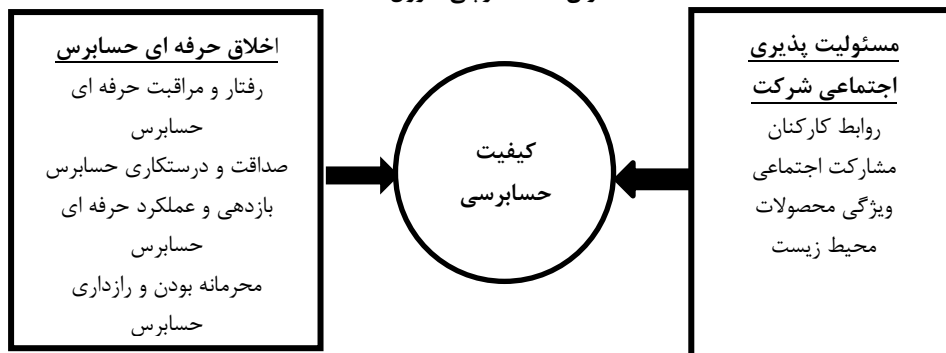 مسئولیت پذیری
اجتماعی شرکت
روابط کارکنان
مشارکت اجتماعی
ویژگی محصولات
محیط زیست
کیفیت
حسابرسی
اخلاق حرفه ای حسابرس
رفتار و مراقبت حرفه ای
حسابرس
صداقت و درستکاری حسابرس
بازدهی و عملکرد حرفه ای
حسابرس
محرمانه بودن و رازداری
حسابرس